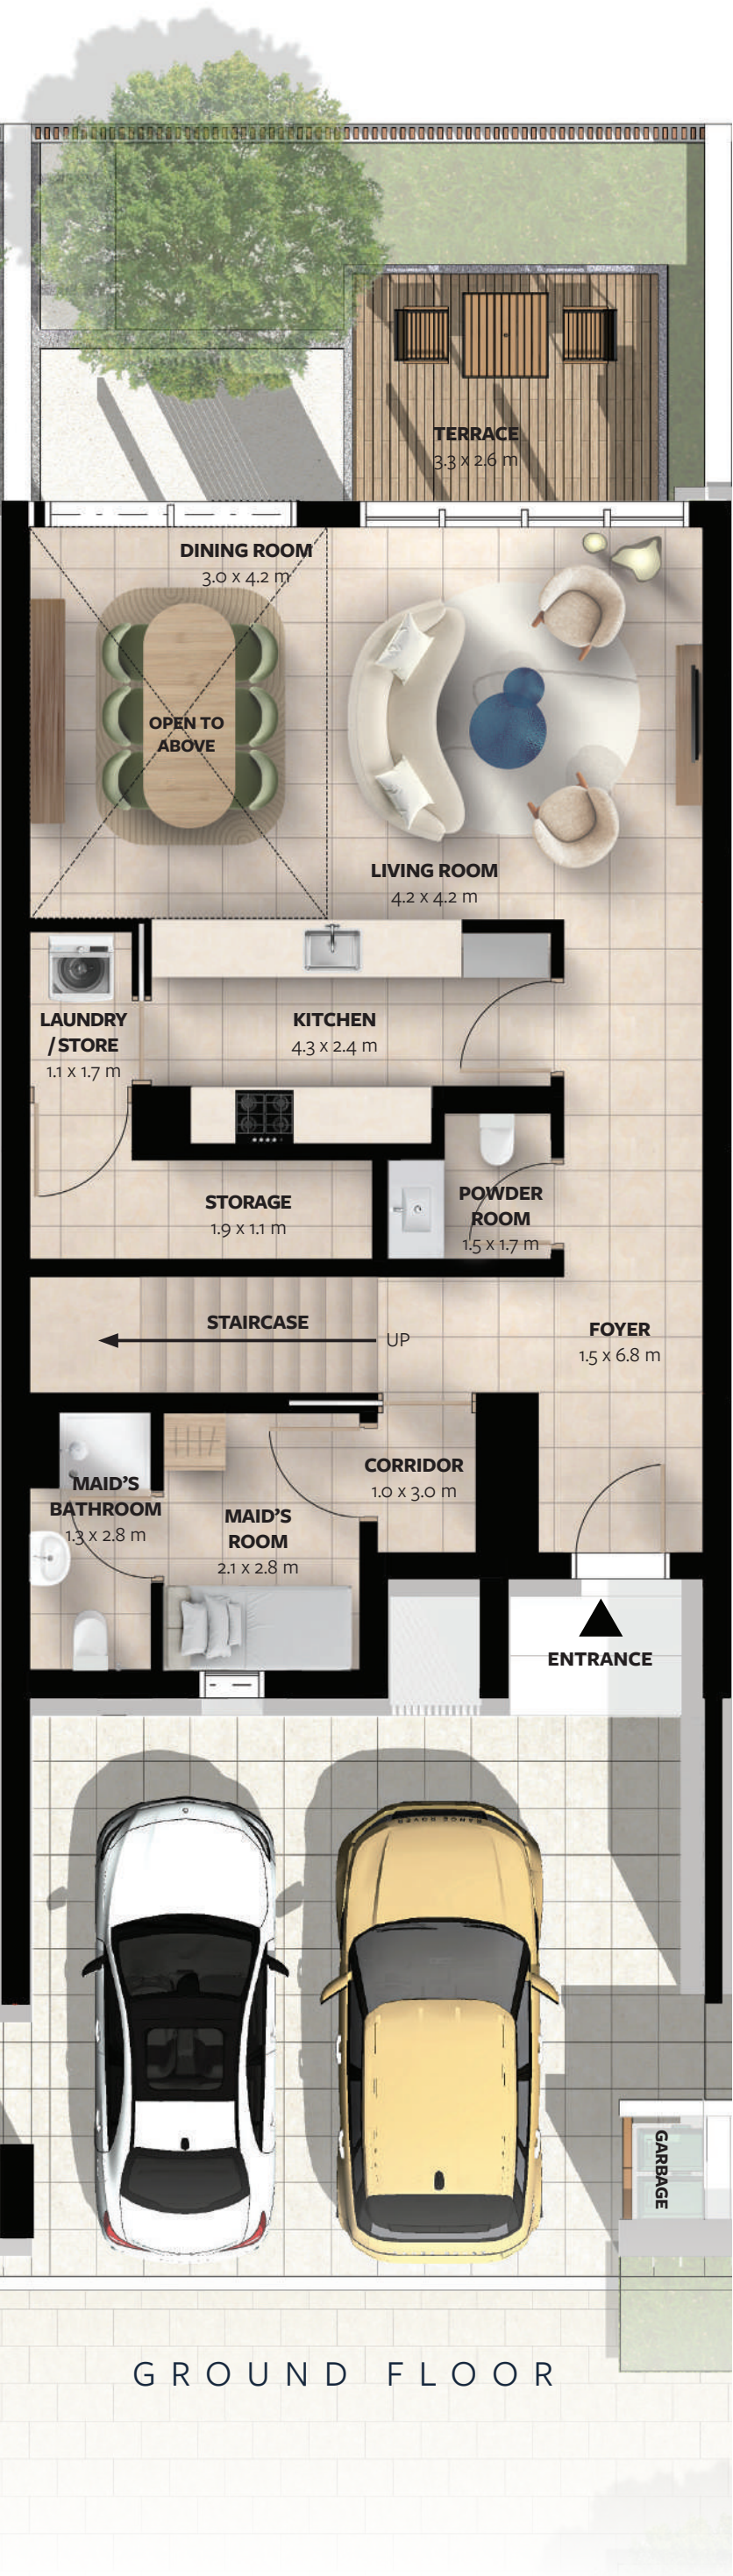 TERRACE
3.3 x 2.6 m
DINING ROOM
3.0 x 4.2 m
OPEN TO
ABOVE
LIVING ROOM
4.2 x 4.2 m
LAUNDRY
/ STORE
1.1 x 1.7 m
KITCHEN
4.3 x 2.4 m
STORAGE
1.9 x 1.1 m
POWDER
ROOM
1.5 x 1.7 m
STAIRCASE
UP
FOYER
1.5 x 6.8 m
CORRIDOR
1.0 x 3.0 m
MAID'S
BATHROOM
1.3 x 2.8 m
MAID'S
ROOM
2.1 x 2.8 m
ENTRANCE
GARBAGE
GROUND FLOOR